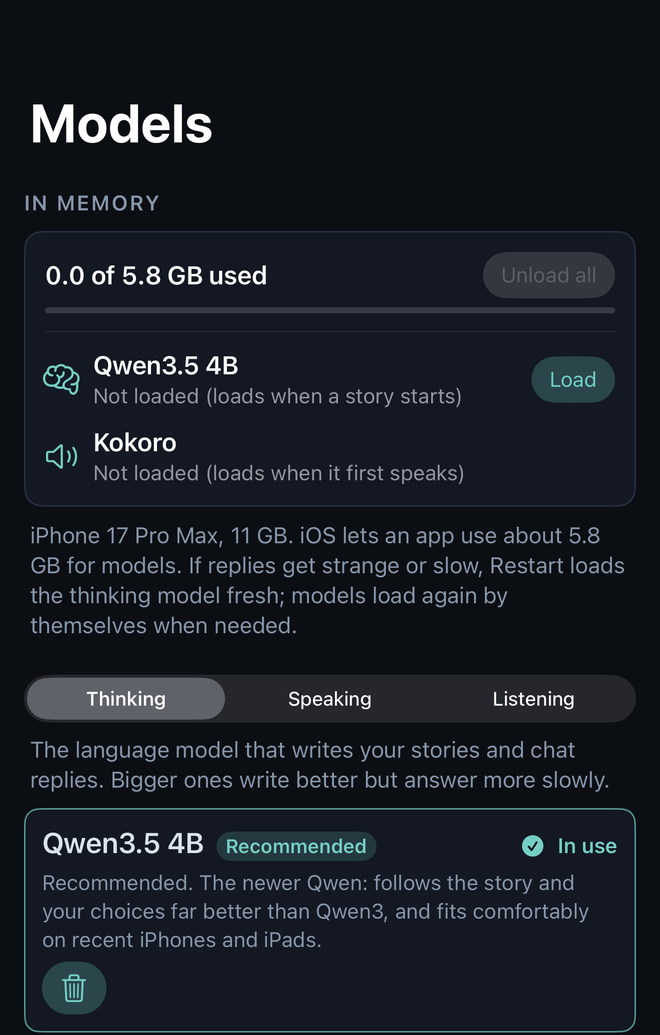 Models
IN MEMORY
0.0 of 5.8 GB used
Unload all
Qwen3.5 4B
Not loaded (loads when a story starts)
Load
Kokoro
Not loaded (loads when it first speaks)
iPhone 17 Pro Max, 11 GB. iOS lets an app use about 5.8
GB for models. If replies get strange or slow, Restart loads
the thinking model fresh; models load again by
themselves when needed.
Thinking
Speaking
Listening
The language model that writes your stories and chat
replies. Bigger ones write better but answer more slowly.
Qwen3.5 4B
Recommended
In use
Recommended. The newer Qwen: follows the story and
your choices far better than Qwen3, and fits comfortably
on recent iPhones and iPads.